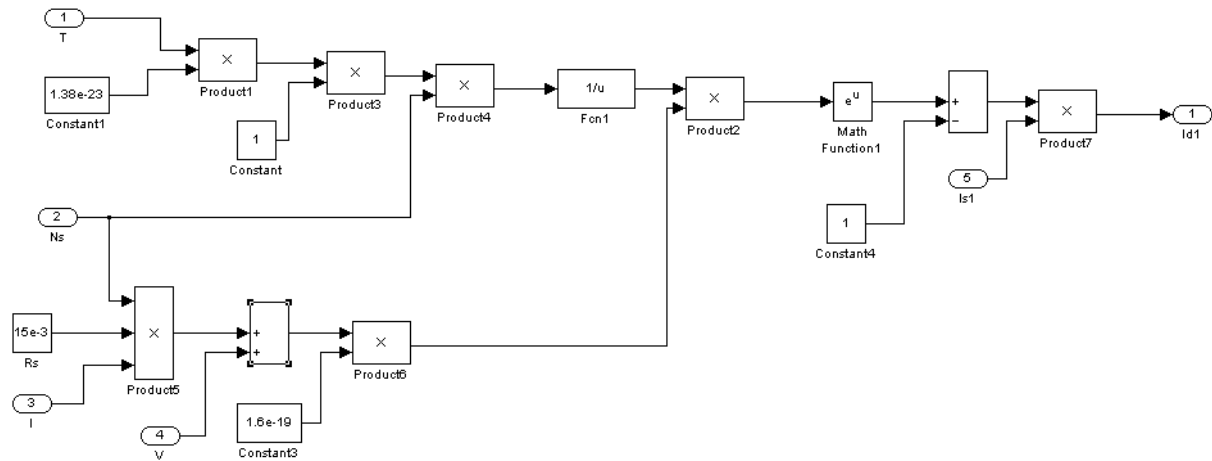 1
T
1.38e-23
Constant1
×
Product1
×
Product3
1
Constant
×
Product4
1/u
Fcn1
×
Product2
e^u
Math
Function1
+
−
×
Product7
1
Id1
5
Is1
1
Constant4
2
Ns
15e-3
Rs
3
I
×
Product5
+
+
4
V
×
Product6
1.6e-19
Constant3